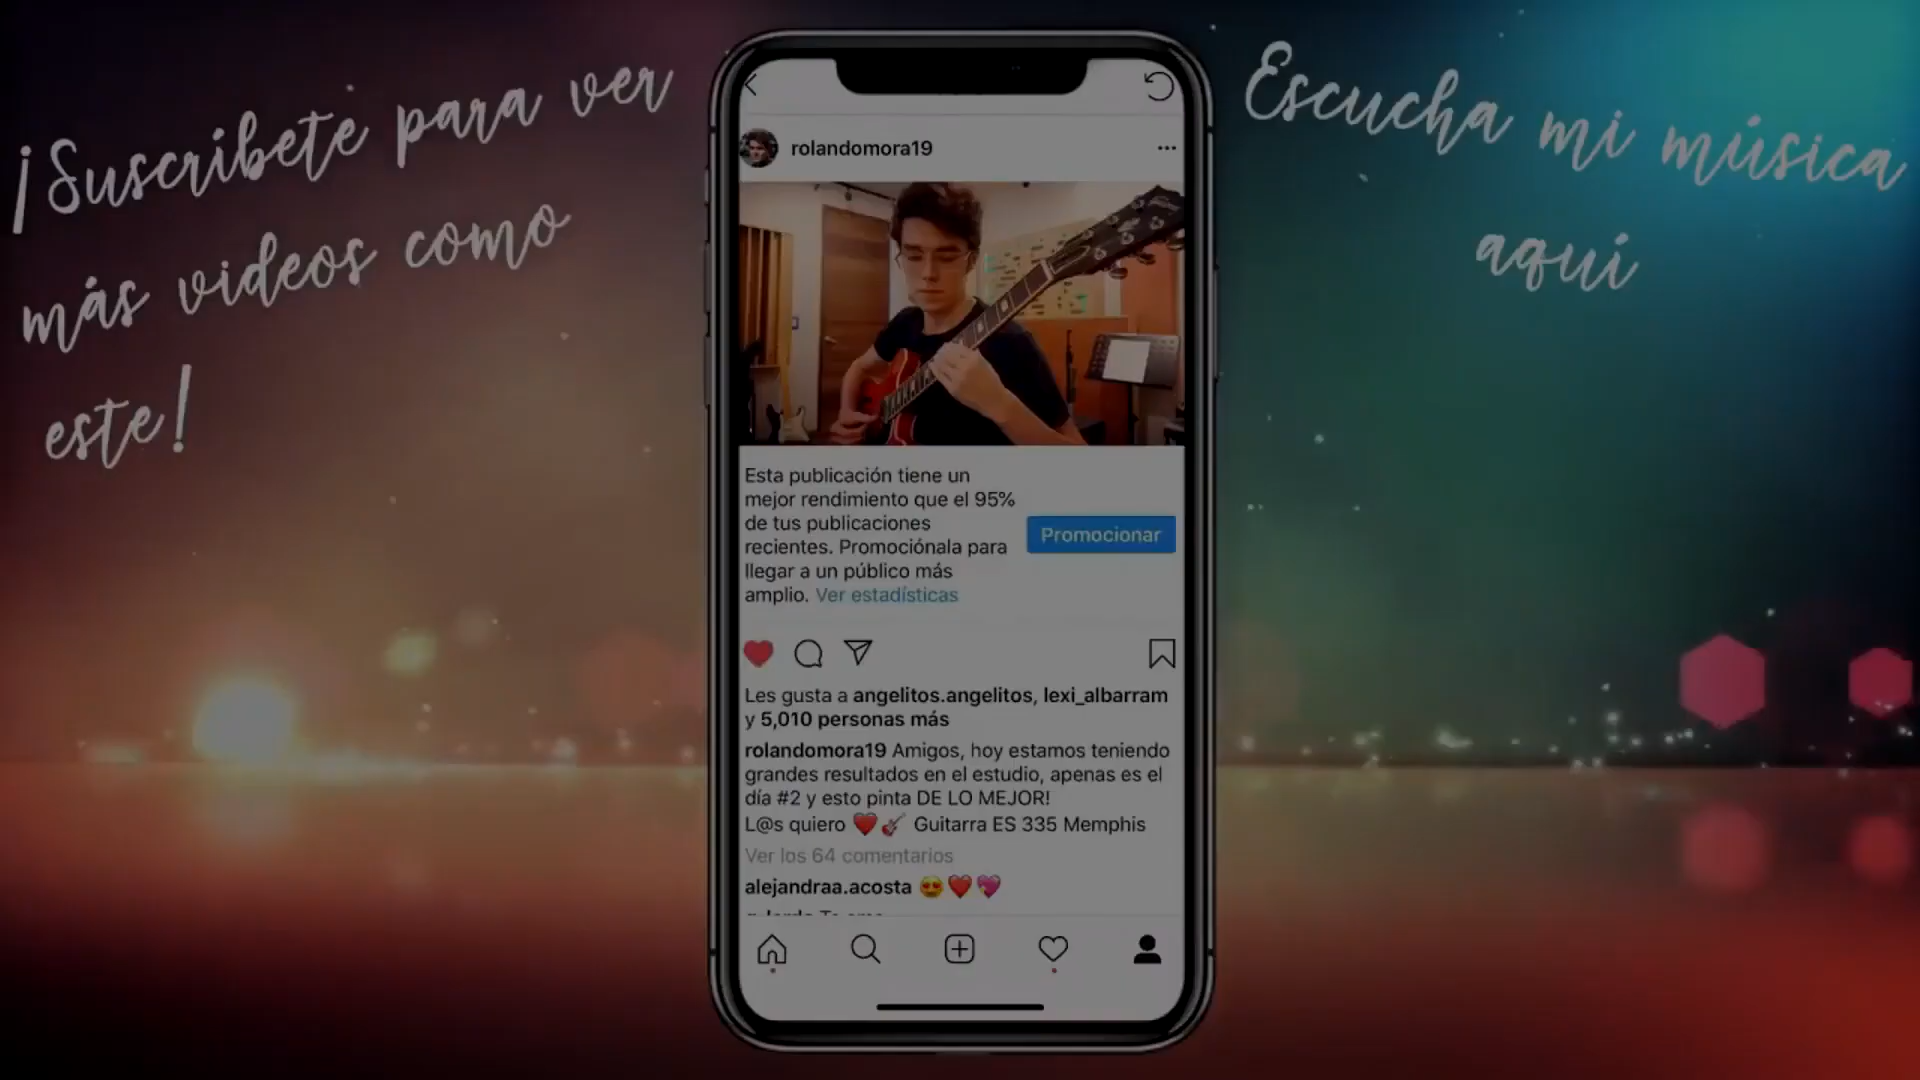 ¡Suscribete para ver
más videos como
este!
Escucha mi música
aquí
rolandomora19
Esta publicación tiene un
mejor rendimiento que el 95%
de tus publicaciones
recientes. Promociónala para
llegar a un público más
amplio. Ver estadísticas
Promocionar
Les gusta a angelitos.angelitos, lexi_albarram
y 5,010 personas más
rolandomora19 Amigos, hoy estamos teniendo
grandes resultados en el estudio, apenas es el
día #2 y esto pinta DE LO MEJOR!
L@s quiero ❤️🎸 Guitarra ES 335 Memphis
Ver los 64 comentarios
alejandraa.acosta 😍❤️💖